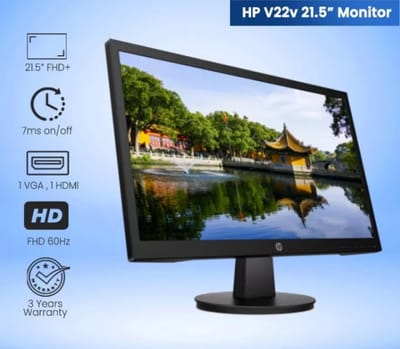 HP V22v 21.5” Monitor
21.5” FHD+
7ms on/off
1 VGA , 1 HDMI
HD
FHD 60Hz
3 Years
Warranty
hp